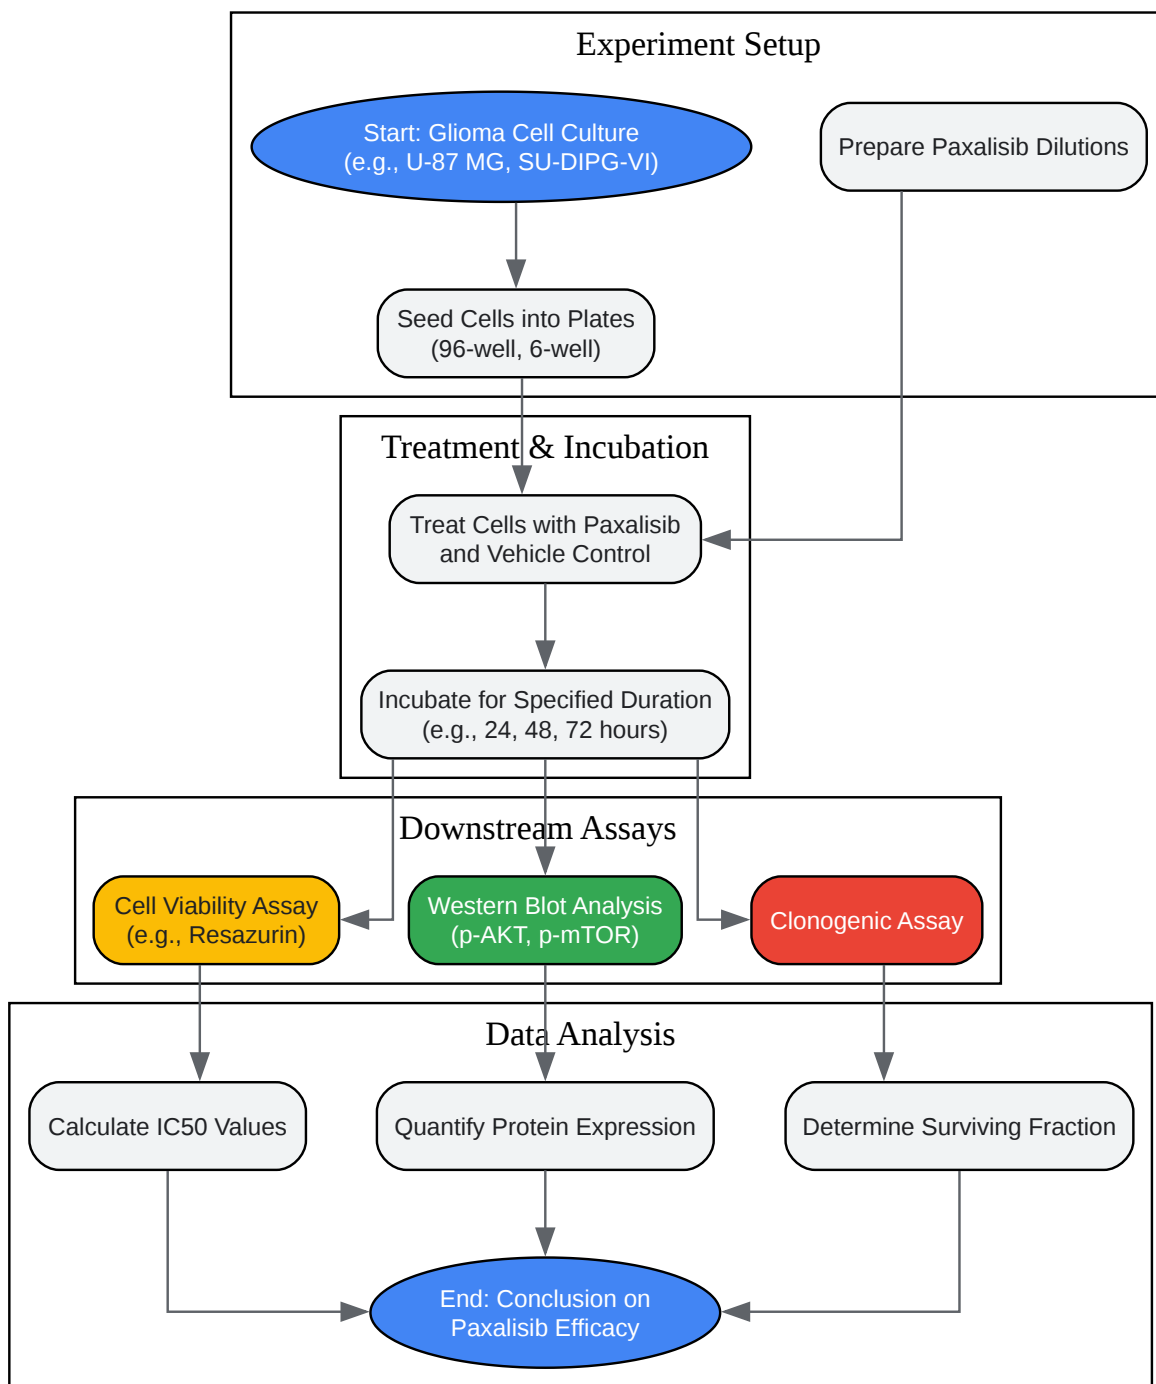 Experiment Setup
Start: Glioma Cell Culture
(e.g., U-87 MG, SU-DIPG-VI)
Prepare Paxalisib Dilutions
Seed Cells into Plates
(96-well, 6-well)
Treatment & Incubation
Treat Cells with Paxalisib
and Vehicle Control
Incubate for Specified Duration
(e.g., 24, 48, 72 hours)
Downstream Assays
Cell Viability Assay
(e.g., Resazurin)
Western Blot Analysis
(p-AKT, p-mTOR)
Clonogenic Assay
Data Analysis
Calculate IC50 Values
Quantify Protein Expression
Determine Surviving Fraction
End: Conclusion on
Paxalisib Efficacy